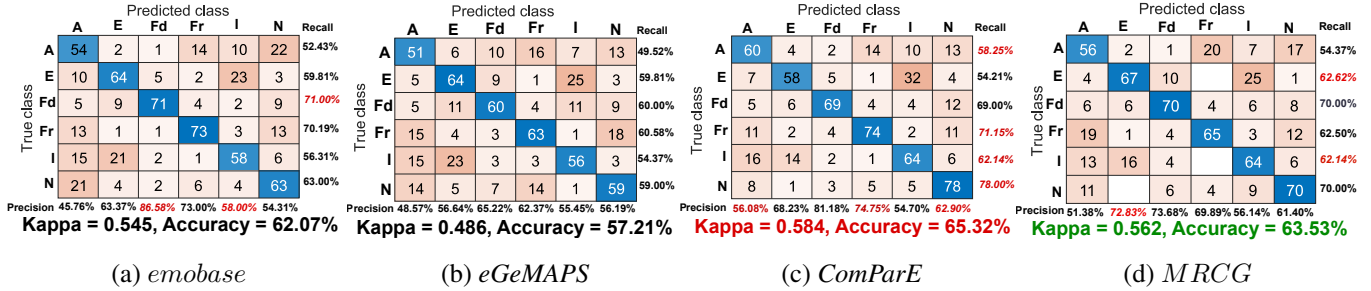 Predicted class
A E Fd Fr I N Recall
True class
A 54 2 1 14 10 22 52.43%
E 10 64 5 2 23 3 59.81%
Fd 5 9 71 4 2 9 71.00%
Fr 13 1 1 73 3 13 70.19%
I 15 21 2 1 58 6 56.31%
N 21 4 2 6 4 63 63.00%
Precision 45.76% 63.37% 86.58% 73.00% 58.00% 54.31%
Kappa = 0.545, Accuracy = 62.07%
(a) emobase
Predicted class
A E Fd Fr I N Recall
True class
A 51 6 10 16 7 13 49.52%
E 5 64 9 1 25 3 59.81%
Fd 5 11 60 4 11 9 60.00%
Fr 15 4 3 63 1 18 60.58%
I 15 23 3 3 56 3 54.37%
N 14 5 7 14 1 59 59.00%
Precision 48.57% 56.64% 65.22% 62.37% 55.45% 56.19%
Kappa = 0.486, Accuracy = 57.21%
(b) eGeMAPS
Predicted class
A E Fd Fr I N Recall
True class
A 60 4 2 14 10 13 58.25%
E 7 58 5 1 32 4 54.21%
Fd 5 6 69 4 4 12 69.00%
Fr 11 2 4 74 2 11 71.15%
I 16 14 2 1 64 6 62.14%
N 8 1 3 5 5 78 78.00%
Precision 56.08% 68.23% 81.18% 74.75% 54.70% 62.90%
Kappa = 0.584, Accuracy = 65.32%
(c) ComParE
Predicted class
A E Fd Fr I N Recall
True class
A 56 2 1 20 7 17 54.37%
E 4 67 10 25 1 62.62%
Fd 6 6 70 4 6 8 70.00%
Fr 19 1 4 65 3 12 62.50%
I 13 16 4 64 6 62.14%
N 11 6 4 9 70 70.00%
Precision 51.38% 72.83% 73.68% 69.89% 56.14% 61.40%
Kappa = 0.562, Accuracy = 63.53%
(d) MRCG